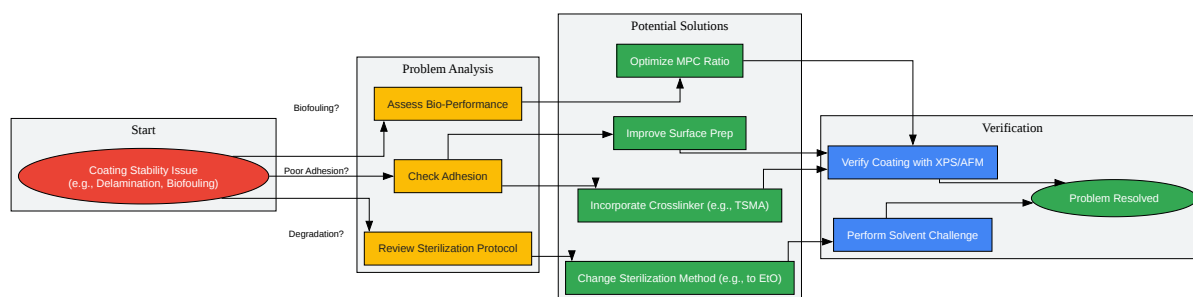 Start
Coating Stability Issue
(e.g., Delamination, Biofouling)
Biofouling?
Poor Adhesion?
Degradation?
Problem Analysis
Assess Bio-Performance
Check Adhesion
Review Sterilization Protocol
Potential Solutions
Optimize MPC Ratio
Improve Surface Prep
Incorporate Crosslinker (e.g., TSMA)
Change Sterilization Method (e.g., to EtO)
Verification
Verify Coating with XPS/AFM
Perform Solvent Challenge
Problem Resolved